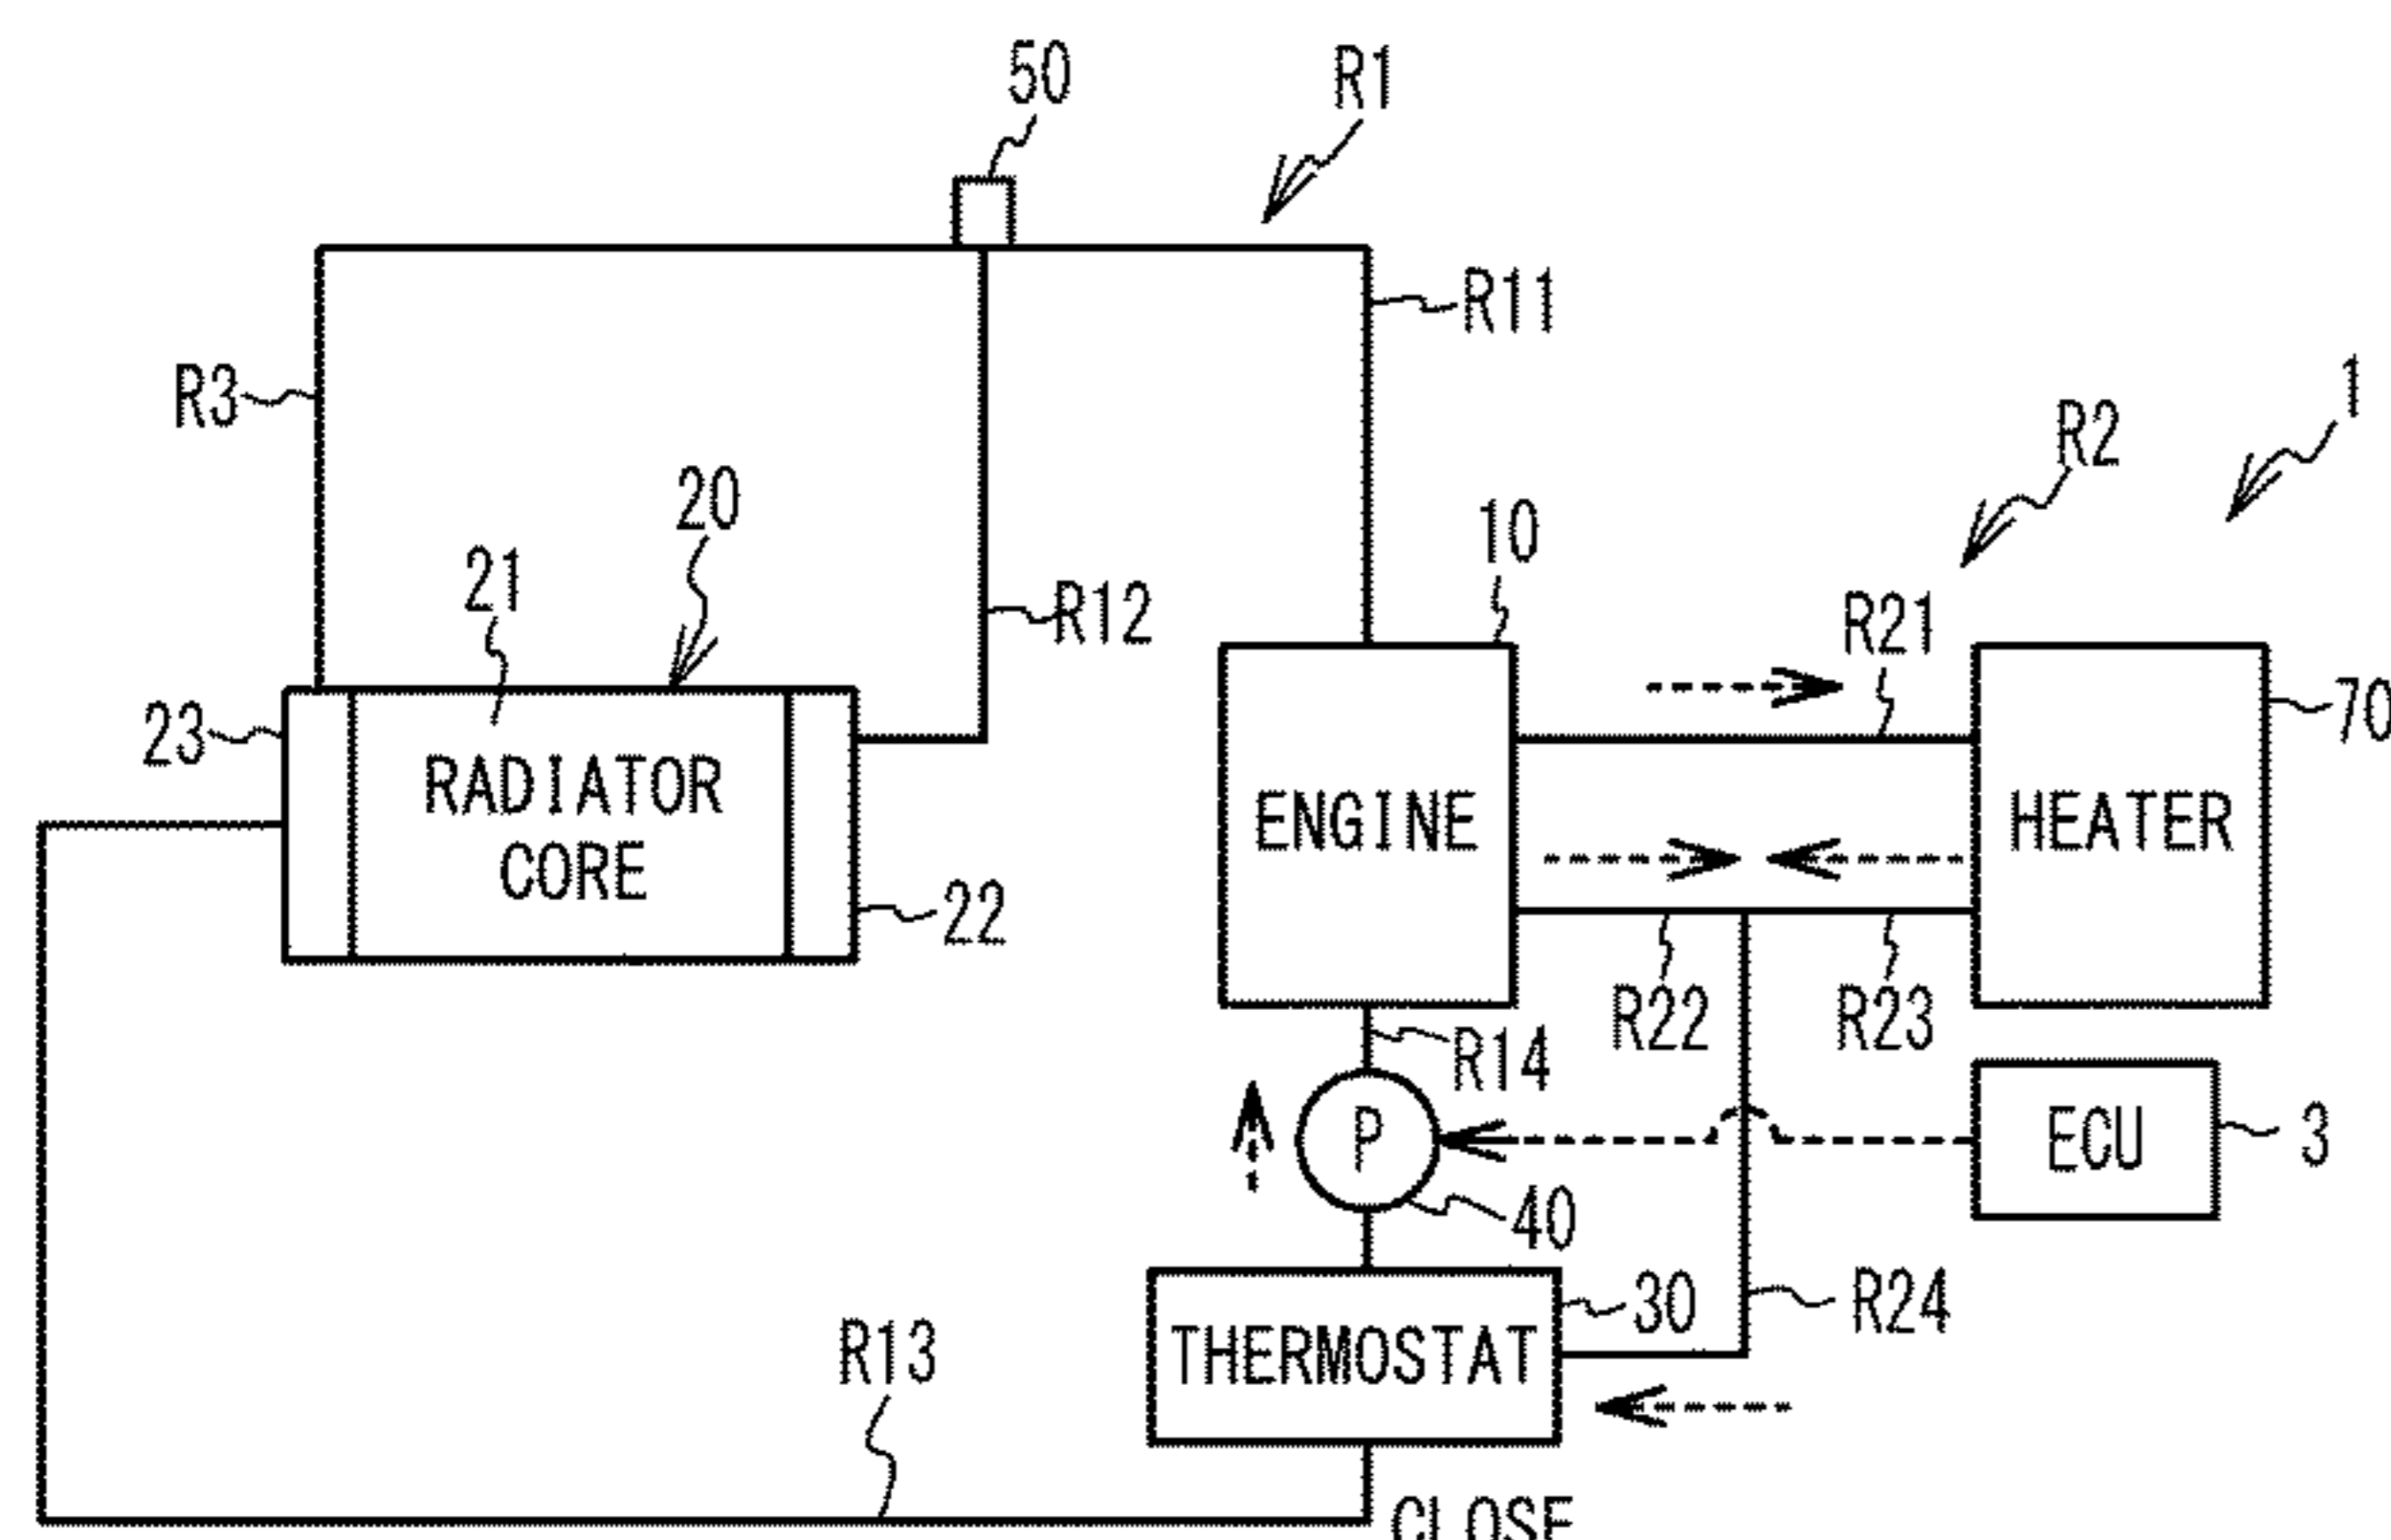 50
R1
R11
R3
1
R2
20
10
21
R12
R21
23
70
RADIATOR
CORE
ENGINE
HEATER
22
R22
R23
R14
P
ECU
3
40
30
R24
THERMOSTAT
R13
CLOSE